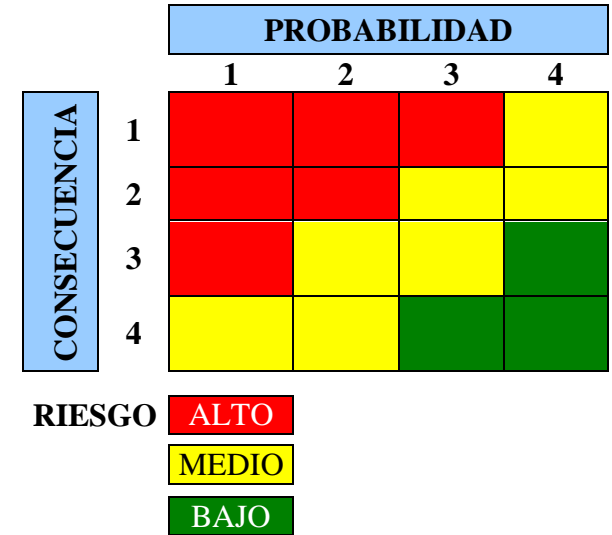 PROBABILIDAD
1 2 3 4
CONSECUENCIA
1
2
3
4
RIESGO ALTO
MEDIO
BAJO